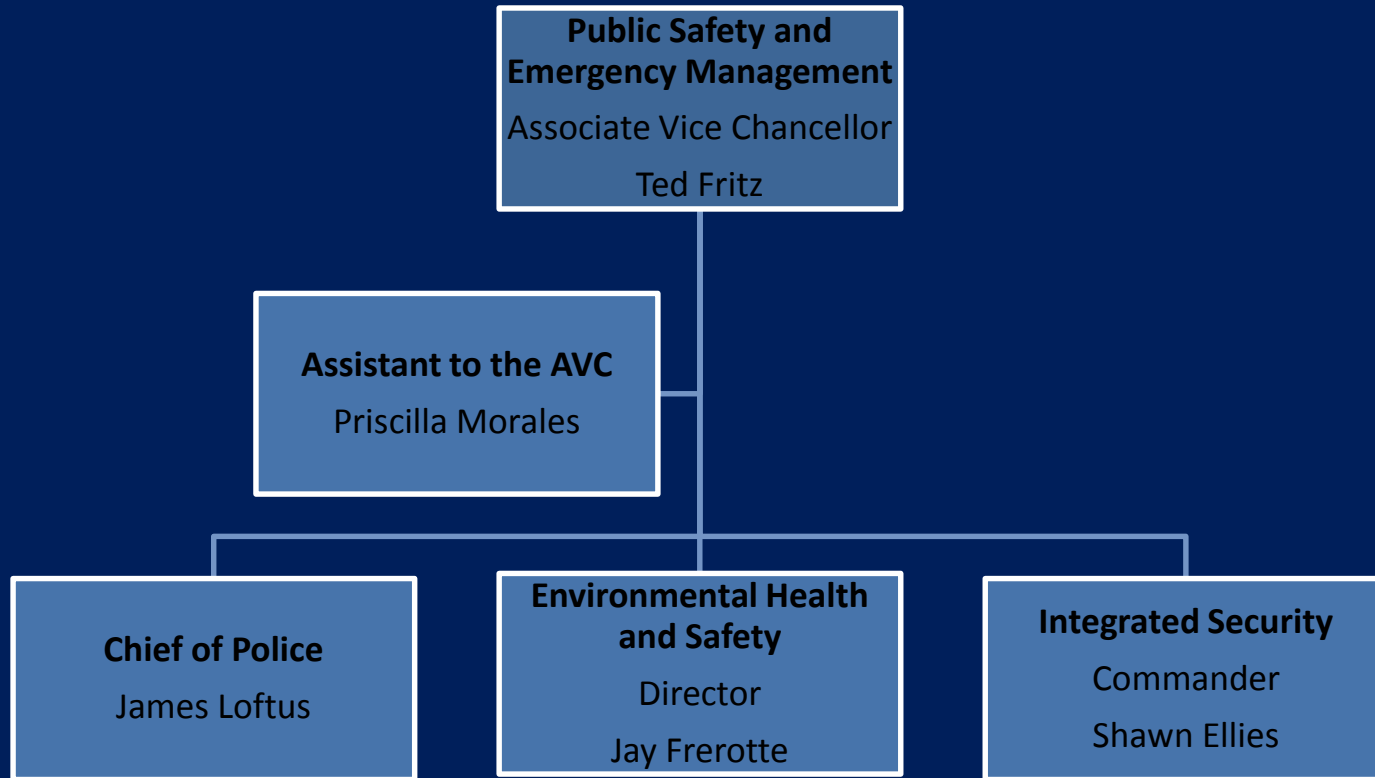 Public Safety and
Emergency Management
Associate Vice Chancellor
Ted Fritz
Assistant to the AVC
Priscilla Morales
Chief of Police
James Loftus
Environmental Health
and Safety
Director
Jay Frerotte
Integrated Security
Commander
Shawn Ellies